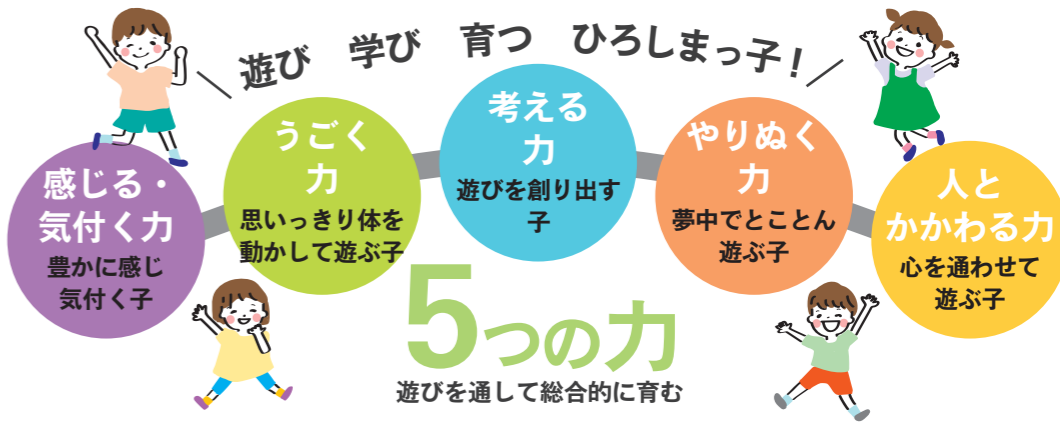 遊び 学び 育つ ひろしまっ子!
感じる・
気付く力
豊かに感じ
気付く子
うごく
力
思いっきり体を
動かして遊ぶ子
考える
力
遊びを創り出す
子
やりぬく
力
夢中でとことん
遊ぶ子
人と
かかわる力
心を通わせて
遊ぶ子
5つの力
遊びを通して総合的に育む